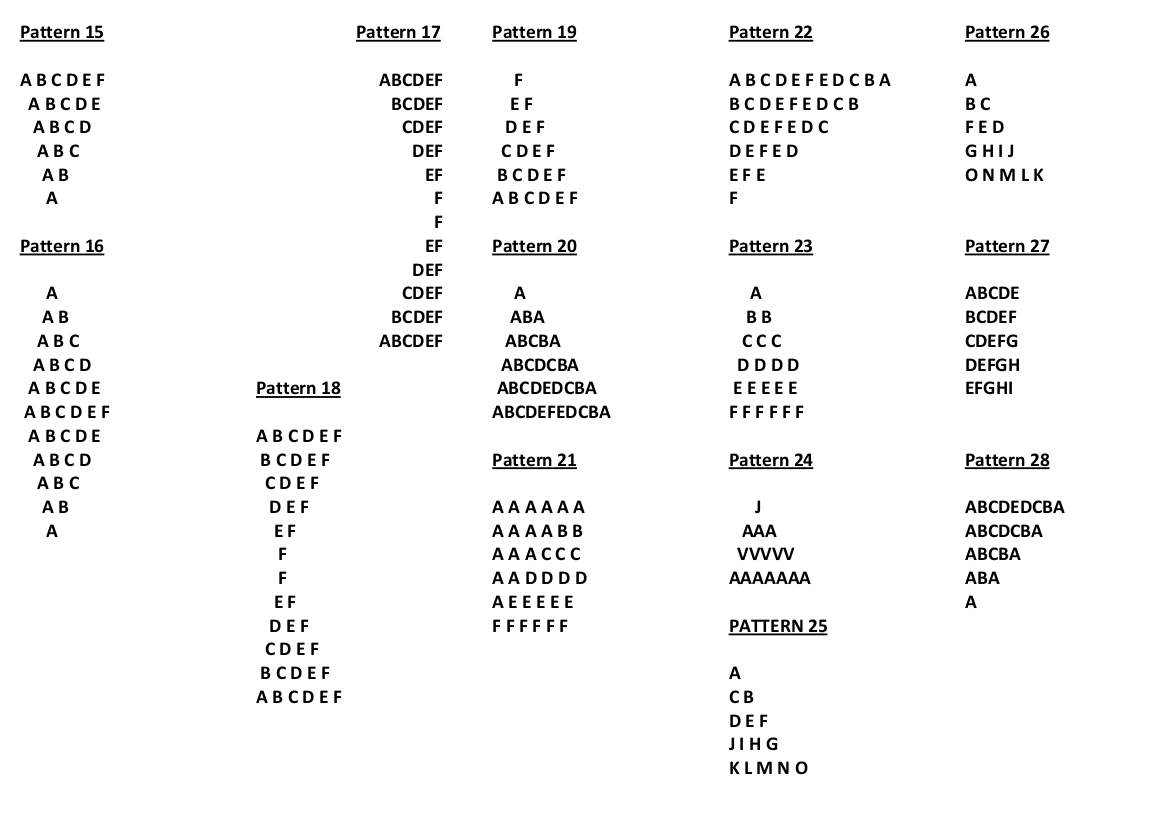 Pattern 15
A B C D E F
A B C D E
A B C D
A B C
A B
A
Pattern 16
A
A B
A B C
A B C D
A B C D E
A B C D E F
A B C D E
A B C D
A B C
A B
A
Pattern 17
ABCDEF
BCDEF
CDEF
DEF
EF
F
F
EF
DEF
CDEF
BCDEF
ABCDEF
Pattern 18
A B C D E F
B C D E F
C D E F
D E F
E F
F
F
E F
D E F
C D E F
B C D E F
A B C D E F
Pattern 19
F
E F
D E F
C D E F
B C D E F
A B C D E F
Pattern 20
A
ABA
ABCBA
ABCDCBA
ABCDEDCBA
ABCDEFEDCBA
Pattern 21
A A A A A A
A A A A B B
A A A C C C
A A D D D D
A E E E E E
F F F F F F
Pattern 22
A B C D E F E D C B A
B C D E F E D C B
C D E F E D C
D E F E D
E F E
F
Pattern 23
A
B B
C C C
D D D D
E E E E E
F F F F F F
Pattern 24
J
AAA
VVVVV
AAAAAAA
PATTERN 25
A
C B
D E F
J I H G
K L M N O
Pattern 26
A
B C
F E D
G H I J
O N M L K
Pattern 27
ABCDE
BCDEF
CDEFG
DEFGH
EFGHI
Pattern 28
ABCDEDCBA
ABCDCBA
ABCBA
ABA
A